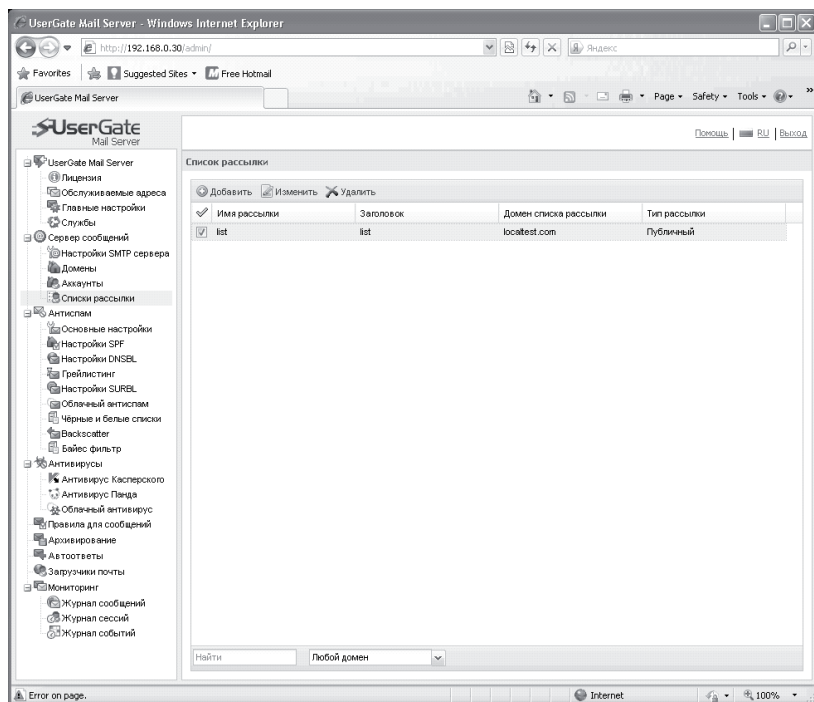 UserGate Mail Server - Windows Internet Explorer
http://192.168.0.30/admin/
Яндекс
Favorites Suggested Sites Free Hotmail
UserGate Mail Server
Page Safety Tools »
UserGate
Mail Server
Помощь RU Выход
UserGate Mail Server
Лицензия
Обслуживаемые адреса
Главные настройки
Службы
Сервер сообщений
Настройки SMTP сервера
Домены
Аккаунты
Списки рассылки
Антиспам
Основные настройки
Настройки SPF
Настройки DNSBL
Грейлистинг
Настройки SURBL
Облачный антиспам
Чёрные и белые списки
Backscatter
Байес фильтр
Антивирусы
Антивирус Касперского
Антивирус Панда
Облачный антивирус
Правила для сообщений
Архивирование
Автоответы
Загрузчики почты
Мониторинг
Журнал сообщений
Журнал сессий
Журнал событий
Список рассылки
Добавить Изменить Удалить
Имя рассылки Заголовок Домен списка рассылки Тип рассылки
list list localtest.com Публичный
Найти Любой домен
Error on page. Internet 100%